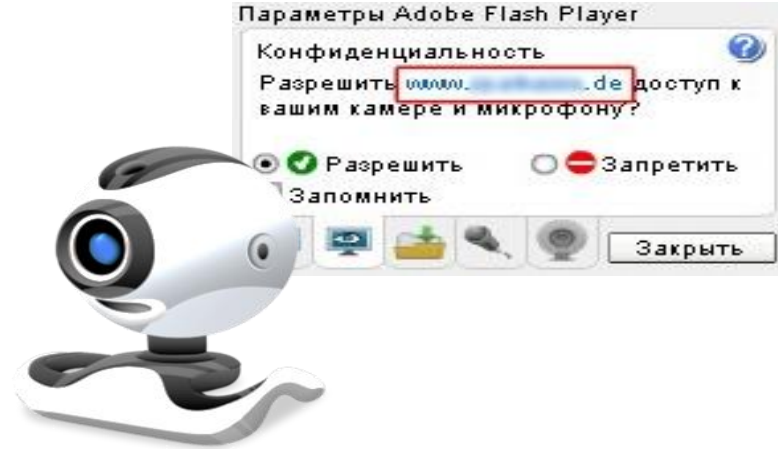 Параметры Adobe Flash Player
Конфиденциальность
Разрешить www. .de доступ к
вашим камере и микрофону?
Разрешить
Запретить
Запомнить
Закрыть